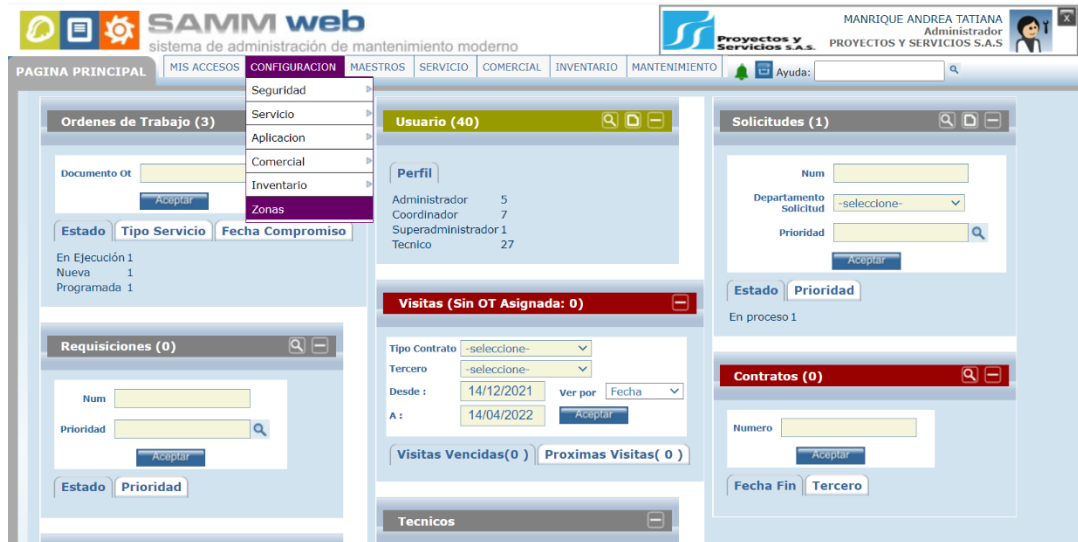 SAMM web
sistema de administración de mantenimiento moderno
Proyectos y
Servicios S.A.S.
MANRIQUE ANDREA TATIANA
Administrador
PROYECTOS Y SERVICIOS S.A.S
X
PAGINA PRINCIPAL
MIS ACCESOS
CONFIGURACION
MAESTROS
SERVICIO
COMERCIAL
INVENTARIO
MANTENIMIENTO
Ayuda:
Seguridad
Servicio
Aplicacion
Comercial
Inventario
Zonas
Ordenes de Trabajo (3)
Documento Ot
Aceptar
Estado Tipo Servicio Fecha Compromiso
En Ejecución 1
Nueva 1
Programada 1
Requisiciones (0)
Num
Prioridad
Aceptar
Estado Prioridad
Usuario (40)
Perfil
Administrador 5
Coordinador 7
Superadministrador 1
Tecnico 27
Visitas (Sin OT Asignada: 0)
Tipo Contrato -seleccione-
Tercero -seleccione-
Desde : 14/12/2021 Ver por Fecha
A : 14/04/2022 Aceptar
Visitas Vencidas(0 ) Proximas Visitas( 0 )
Tecnicos
Solicitudes (1)
Num
Departamento
Solicitud -seleccione-
Prioridad
Aceptar
Estado Prioridad
En proceso 1
Contratos (0)
Numero
Aceptar
Fecha Fin Tercero